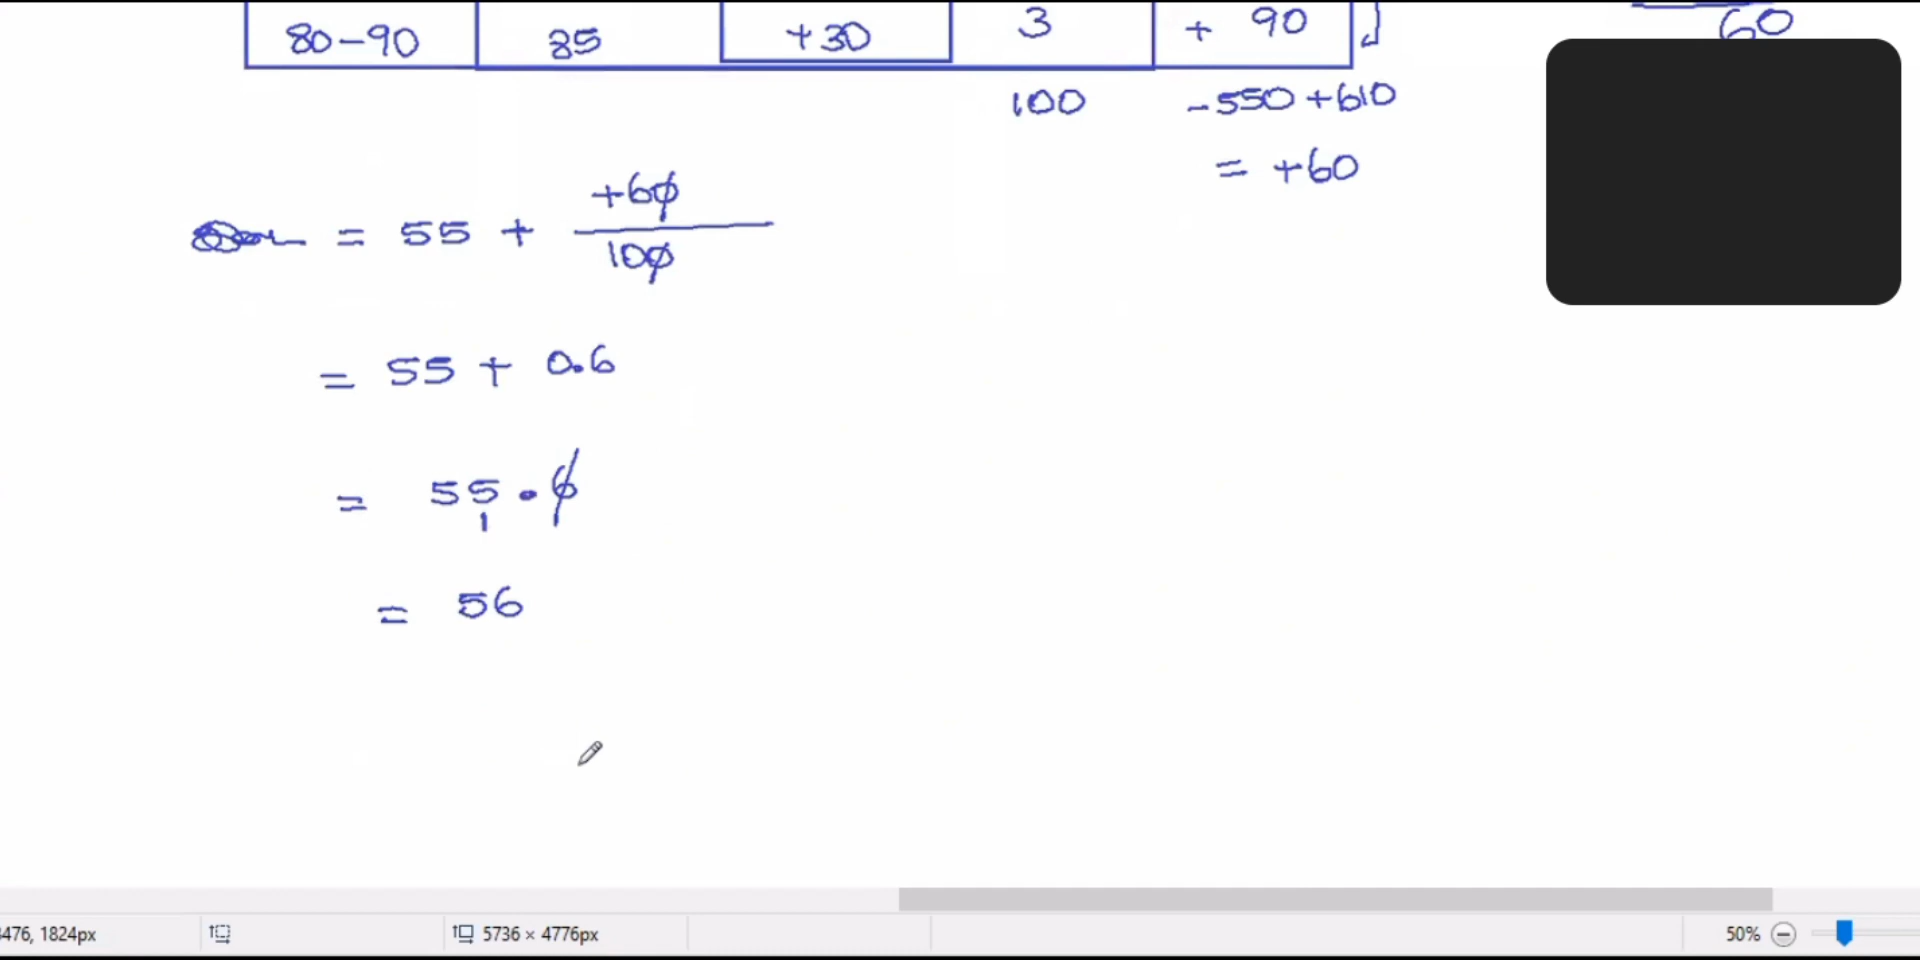 80-90 85 +30 3 + 90
60
100 -550 +610
= +60
+60
= 55 + 
100
= 55 + 0.6
= 55.6
1
= 56
476, 1824px 5736 × 4776px 50%